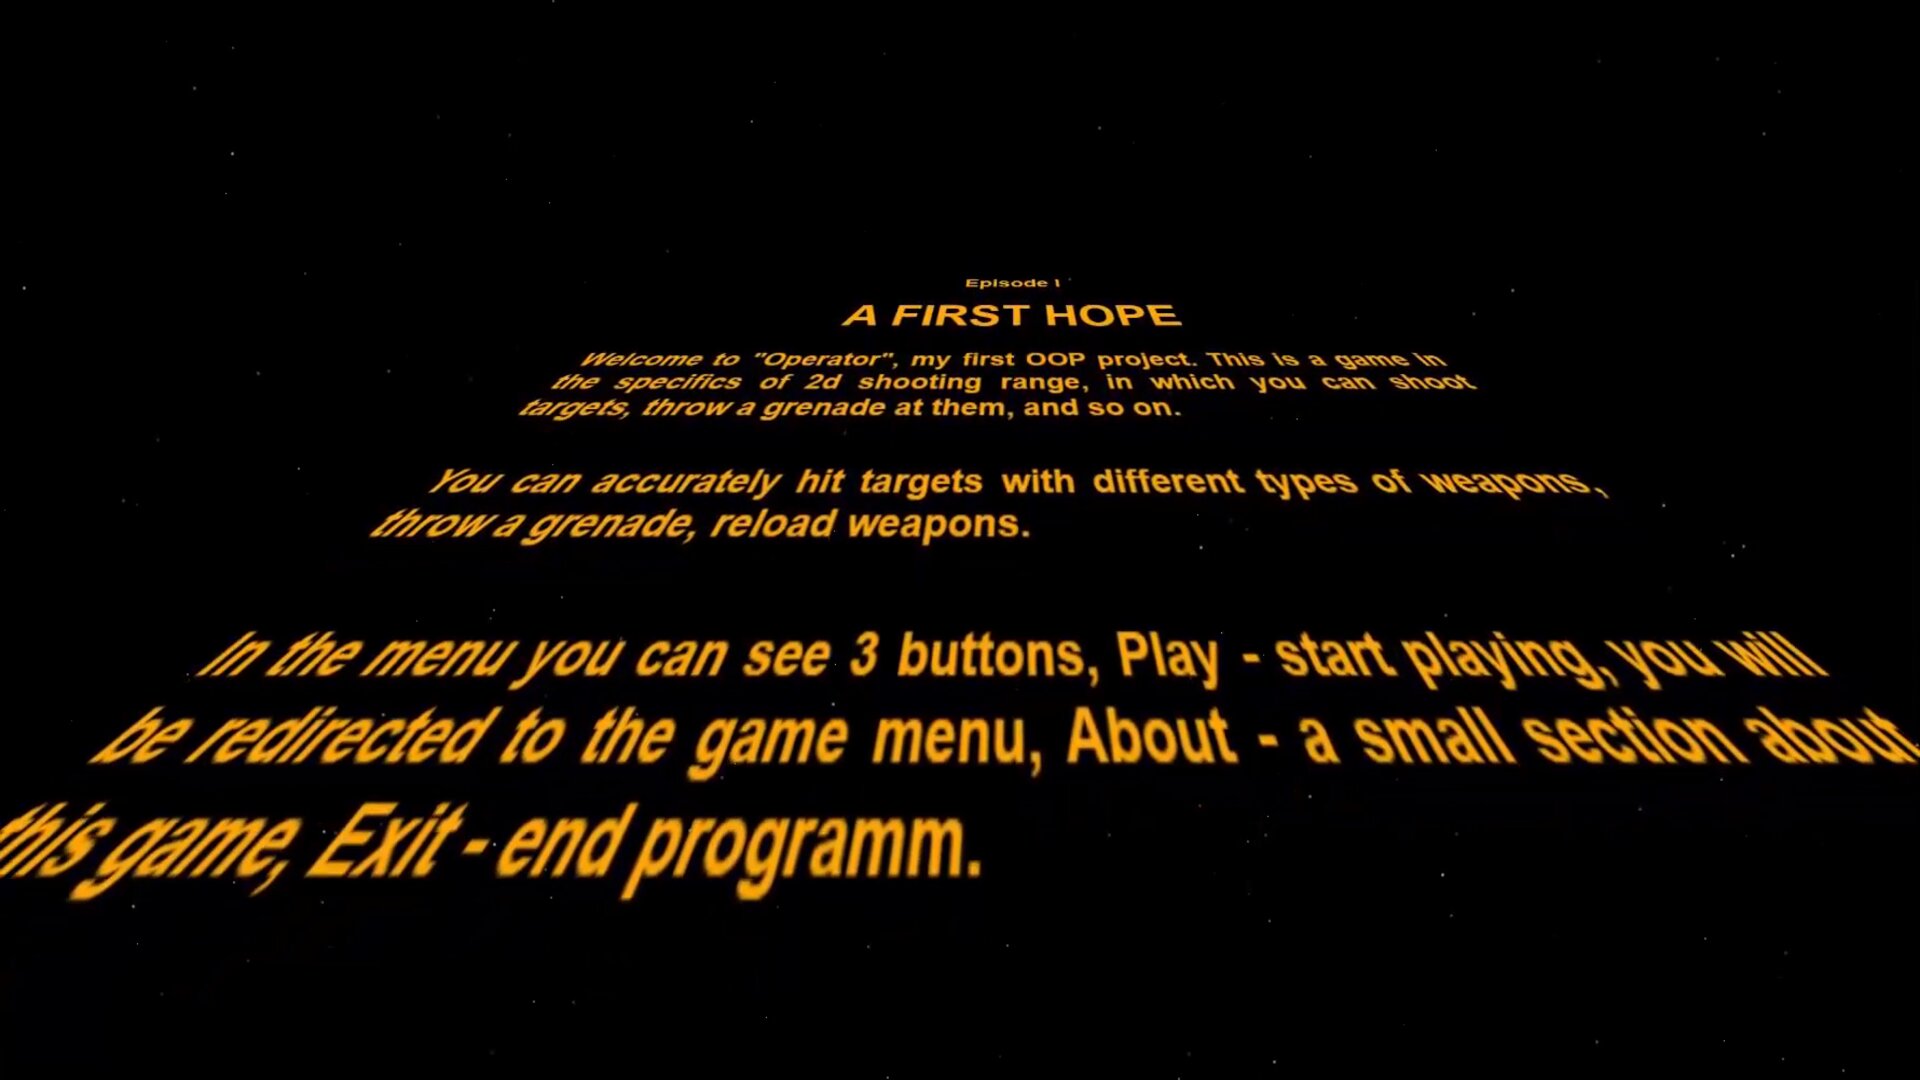 Episode I
A FIRST HOPE
Welcome to "Operator", my first OOP project. This is a game in
the specifics of 2d shooting range, in which you can shoot
targets, throw a grenade at them, and so on.
You can accurately hit targets with different types of weapons,
throw a grenade, reload weapons.
In the menu you can see 3 buttons, Play - start playing, you will
be redirected to the game menu, About - a small section about
this game, Exit - end programm.